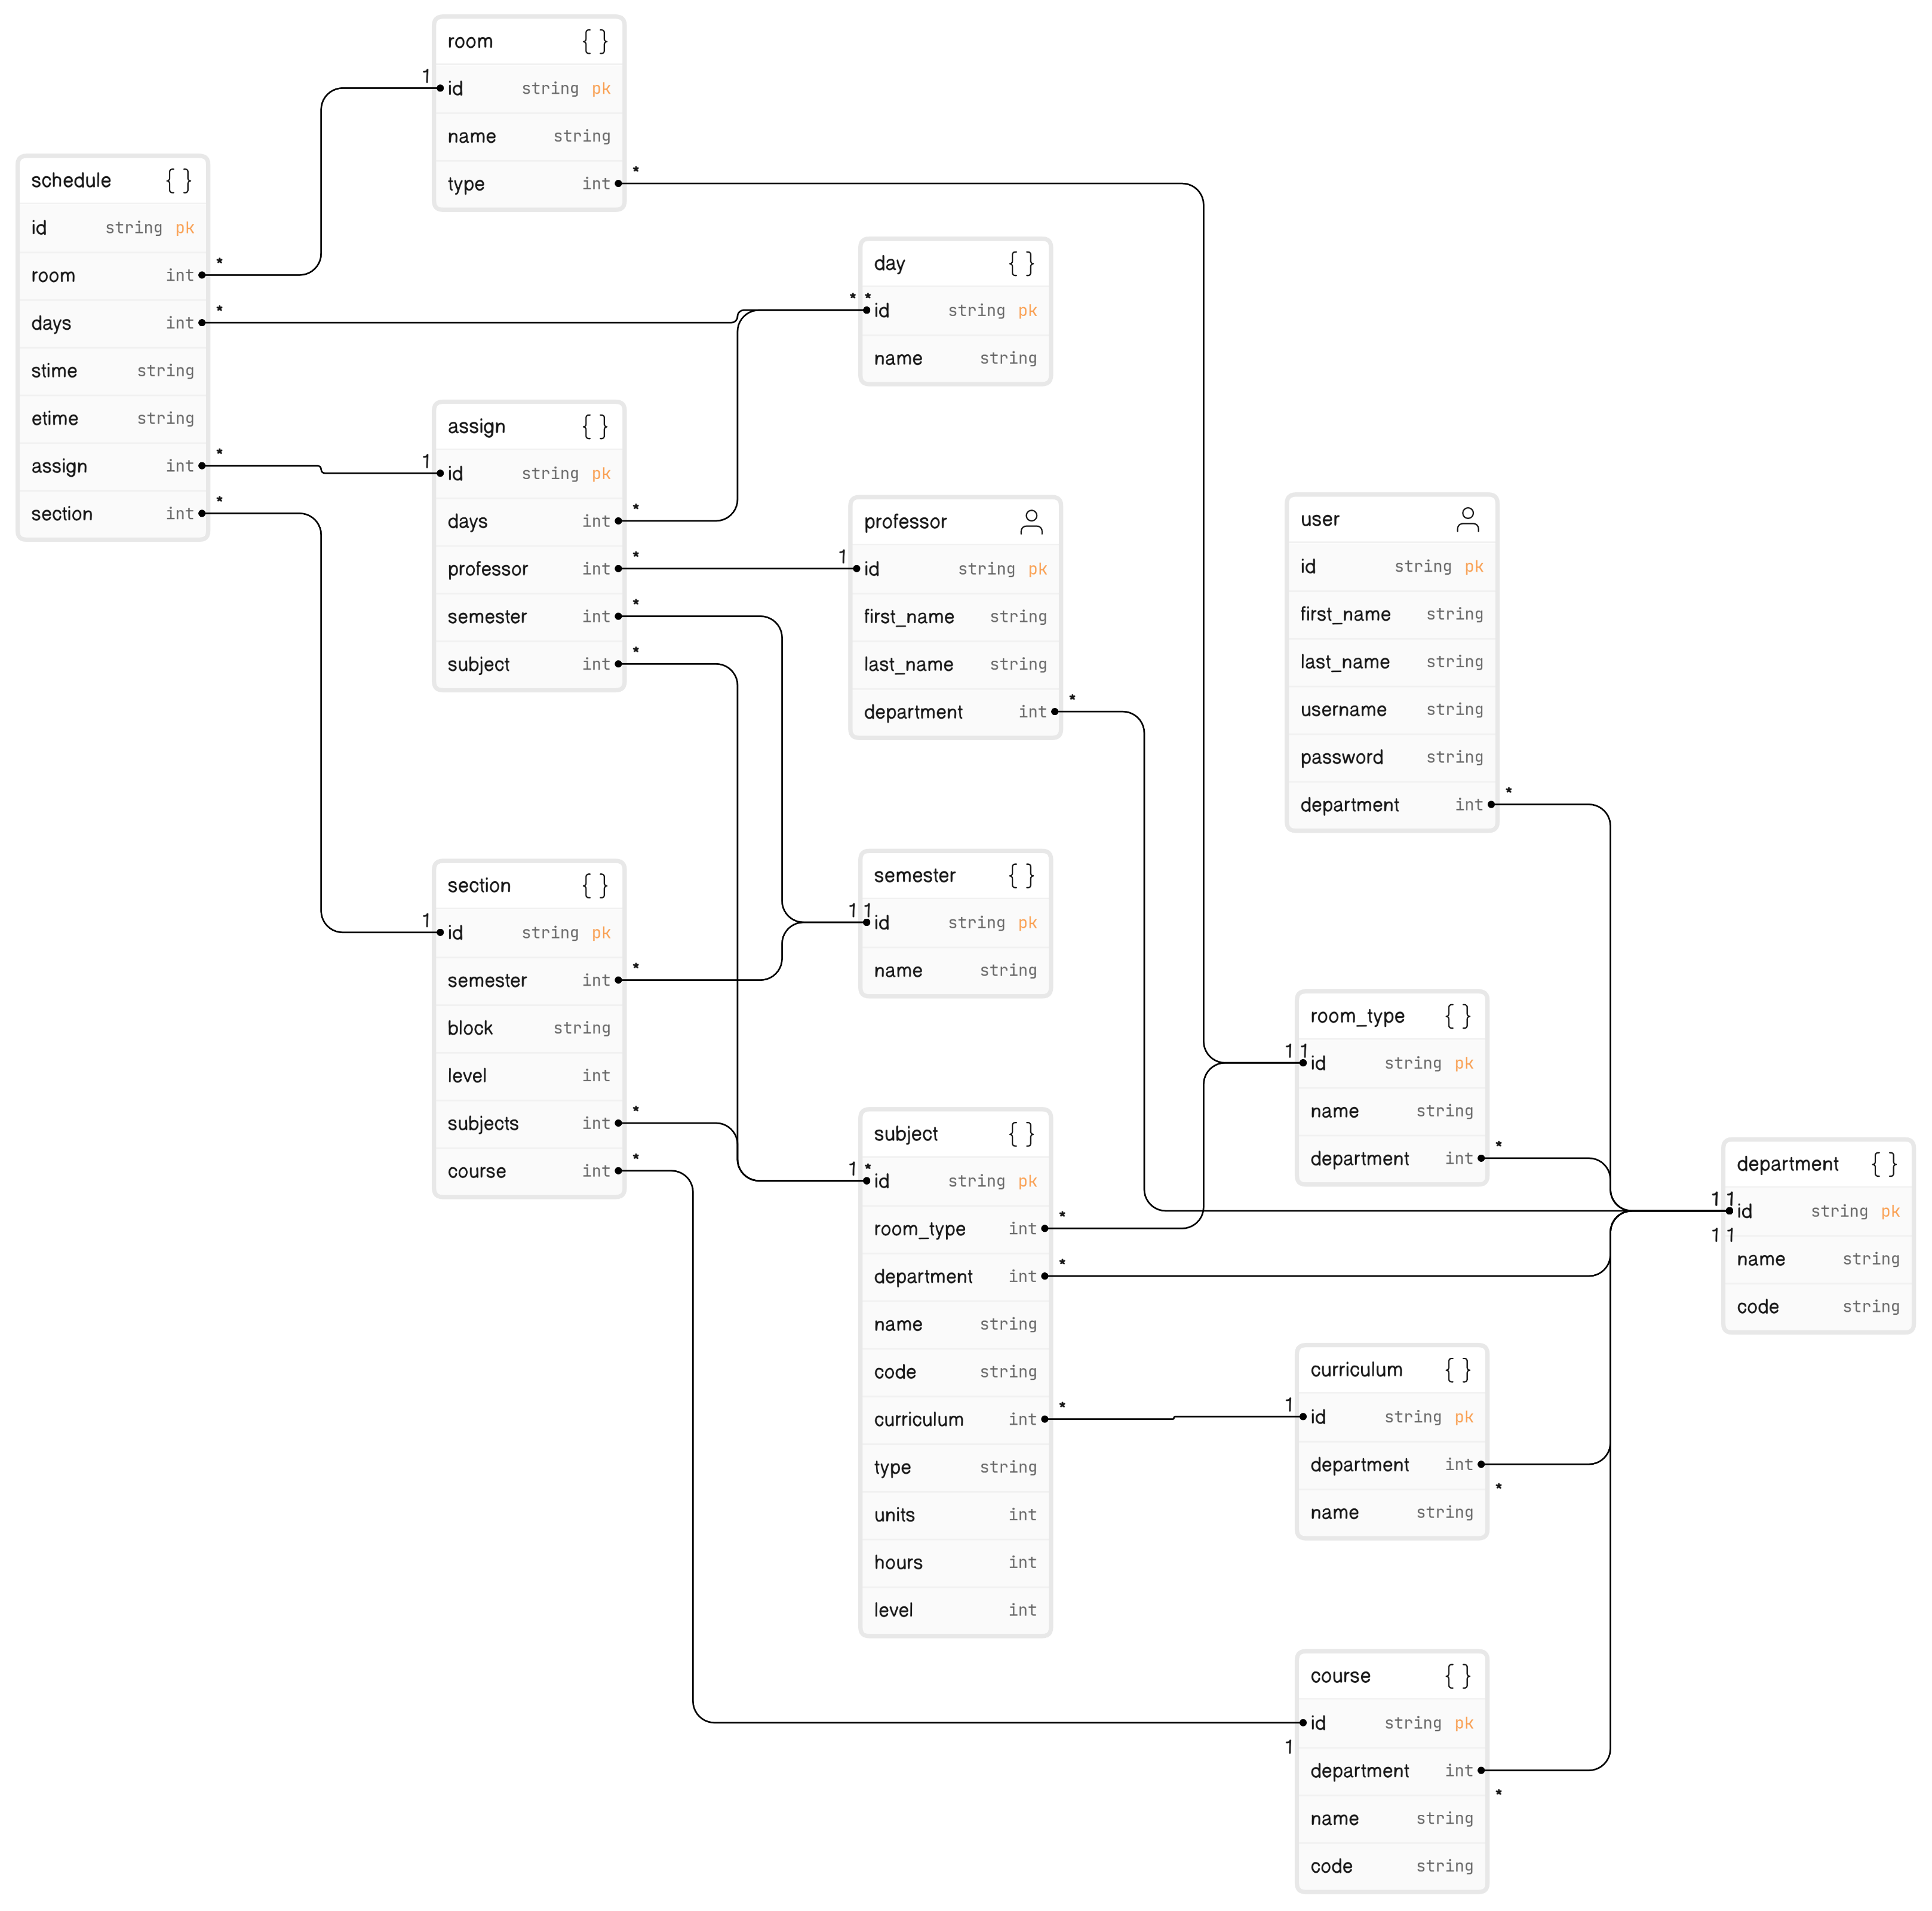 room { }
id string pk
name string
type int
schedule { }
id string pk
room int
days int
stime string
etime string
assign int
section int
day { }
id string pk
name string
assign { }
id string pk
days int
professor int
semester int
subject int
professor
id string pk
first_name string
last_name string
department int
user
id string pk
first_name string
last_name string
username string
password string
department int
section { }
id string pk
semester int
block string
level int
subjects int
course int
semester { }
id string pk
name string
room_type { }
id string pk
name string
department int
subject { }
id string pk
room_type int
department int
name string
code string
curriculum int
type string
units int
hours int
level int
department { }
id string pk
name string
code string
curriculum { }
id string pk
department int
name string
course { }
id string pk
department int
name string
code string
1
*
*
*
*
1
1
*
* *
*
*
*
*
1
*
*
*
*
1 1
1 *
*
*
*
1 1
*
1
*
1
*
1 1
1 1